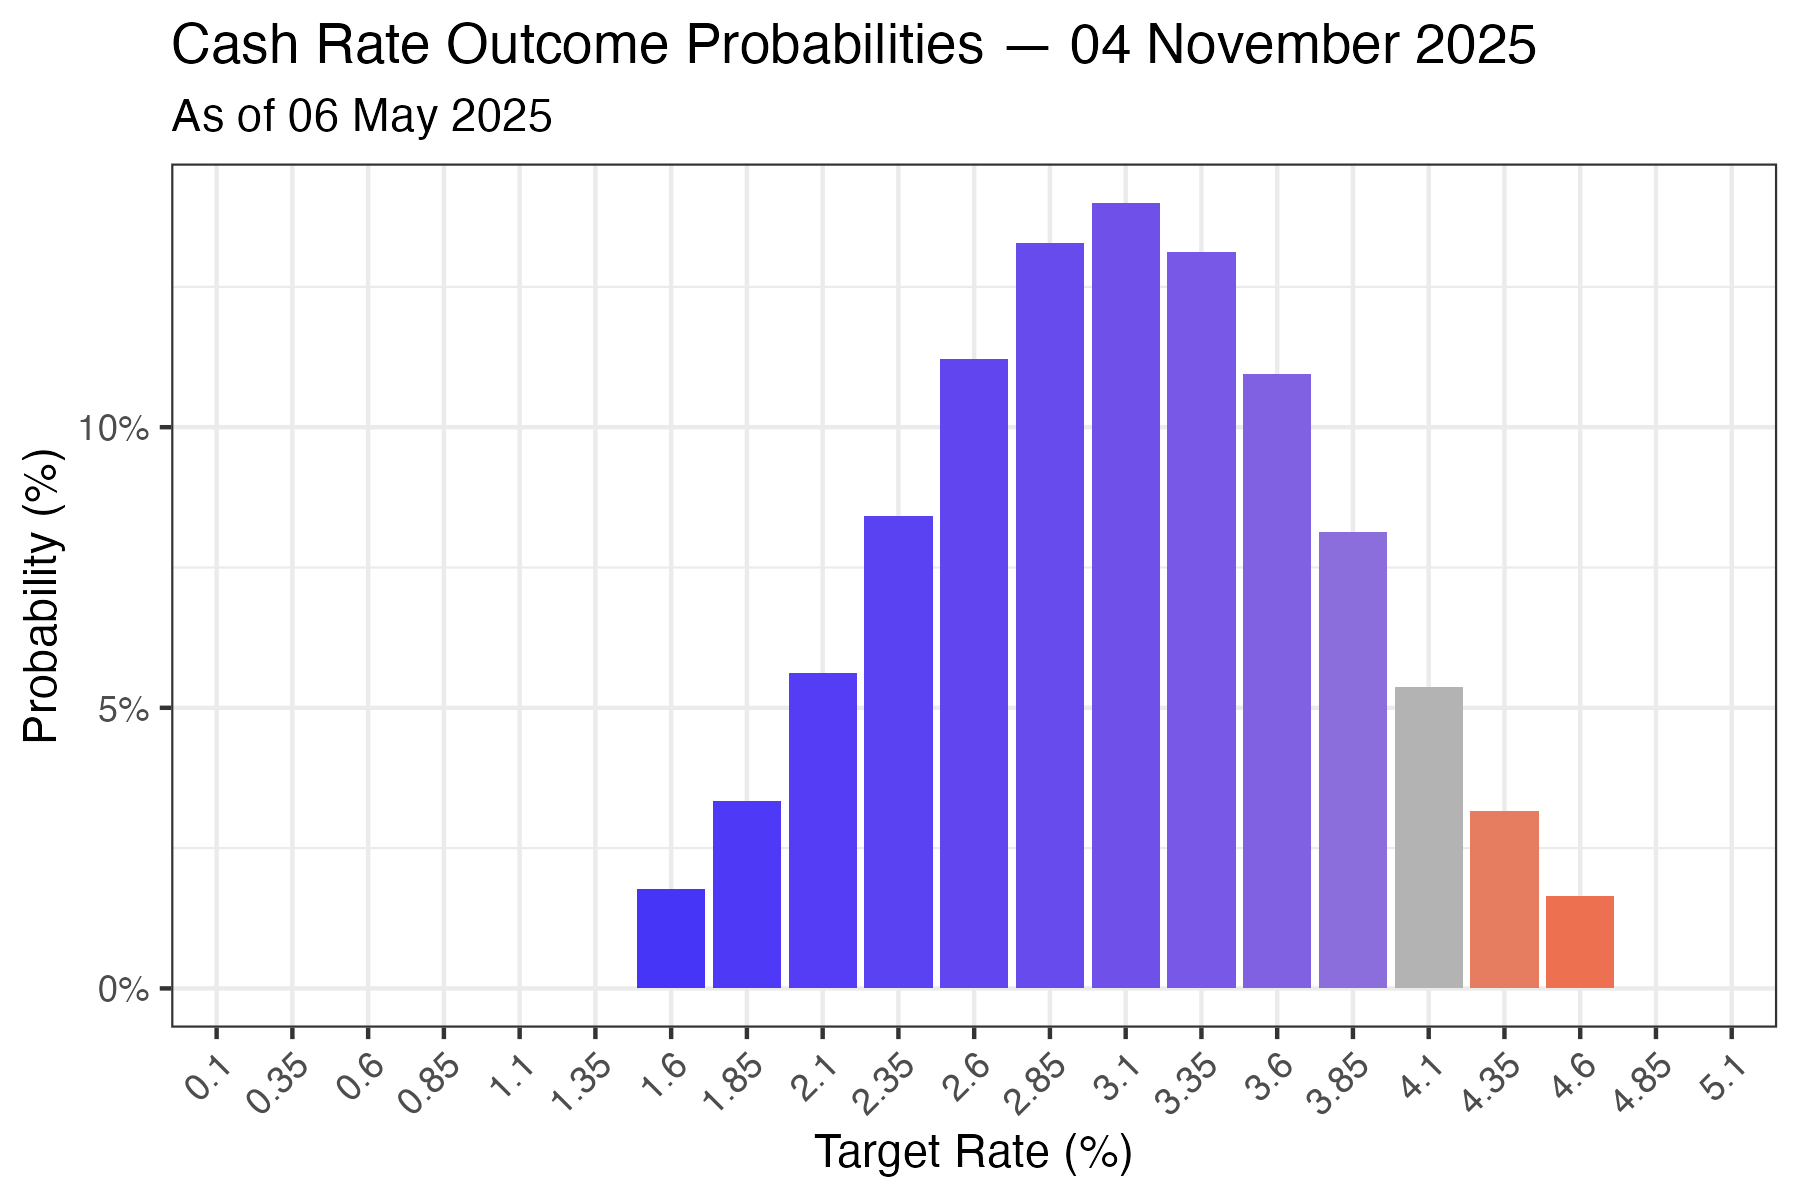 Cash Rate Outcome Probabilities — 04 November 2025
As of 06 May 2025
Probability (%)
10%
5%
0%
0.1 0.35 0.6 0.85 1.1 1.35 1.6 1.85 2.1 2.35 2.6 2.85 3.1 3.35 3.6 3.85 4.1 4.35 4.6 4.85 5.1
Target Rate (%)